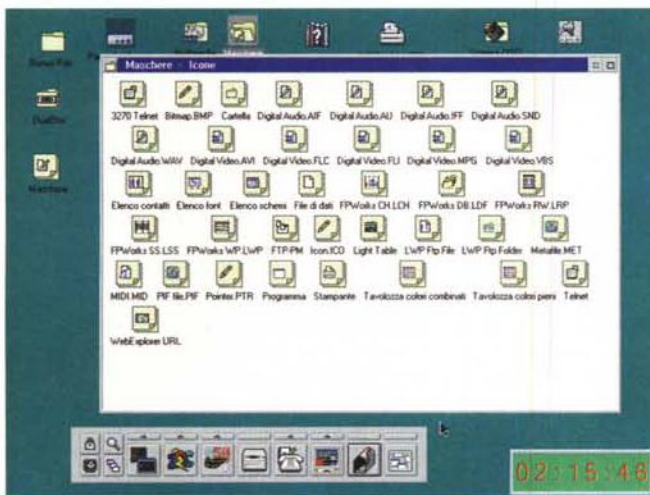 Maschere - Icone
3270 Telnet Bitmap.BMP Cartella Digital Audio.AIF Digital Audio.AU Digital Audio.IFF Digital Audio.SND
Digital Audio.WAV Digital Video.AVI Digital Video.FLC Digital Video.FLI Digital Video.MPG Digital Video.VBS
Elenco contatti Elenco font Elenco schemi File di dati FPWorks CH.LCH FPWorks DB.LDF FPWorks RW.LRP
FPWorks SS.LSS FPWorks WP.LWP FTP-PM Icon.ICO Light Table LWP Ftp File LWP Ftp Folder Metafile.MET
MIDI.MID PIF file.PIF Pointer.PTR Programma Stampante Tavolozza colori combinati Tavolozza colori pieni Telnet
WebExplorer URL
Maschere
02:15:46